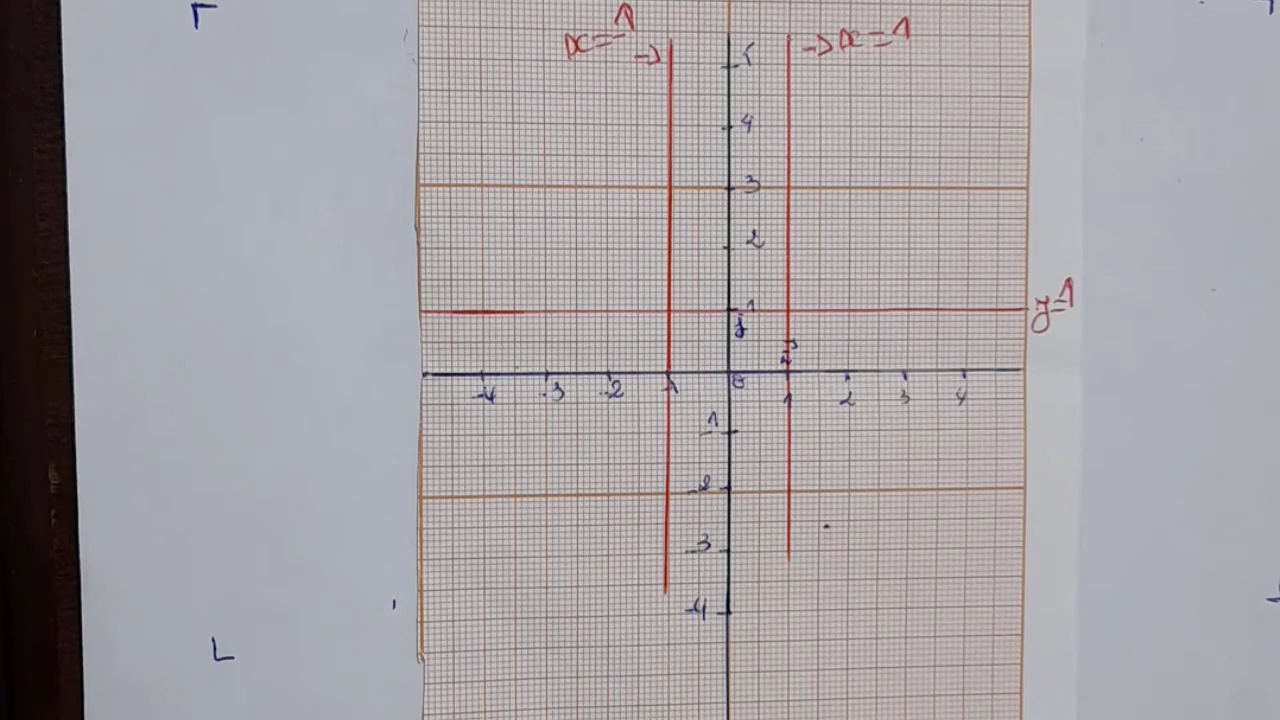 x=-1
→
→ x=1
5
4
3
2
1
j
y=1
i
-4 -3 -2 -1 0 1 2 3 4
-1
-2
-3
-4